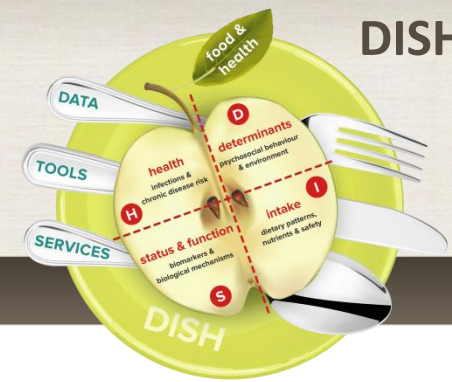 DISH
food &
health
DATA
TOOLS
SERVICES
D
determinants
psychosocial behaviour
& environment
health
infections &
chronic disease risk
H
I
intake
dietary patterns,
nutrients & safety
status & function
biomarkers &
biological mechanisms
S
DISH